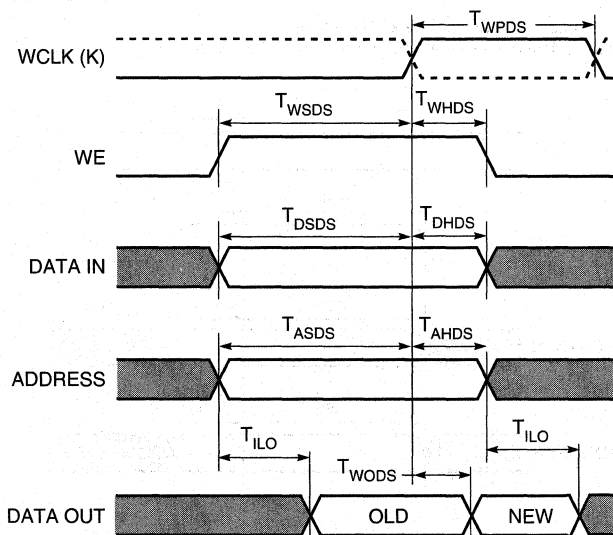 T_WPDS
WCLK (K)
T_WSDS T_WHDS
WE
T_DSDS T_DHDS
DATA IN
T_ASDS T_AHDS
ADDRESS
T_ILO T_ILO
T_WODS
DATA OUT OLD NEW